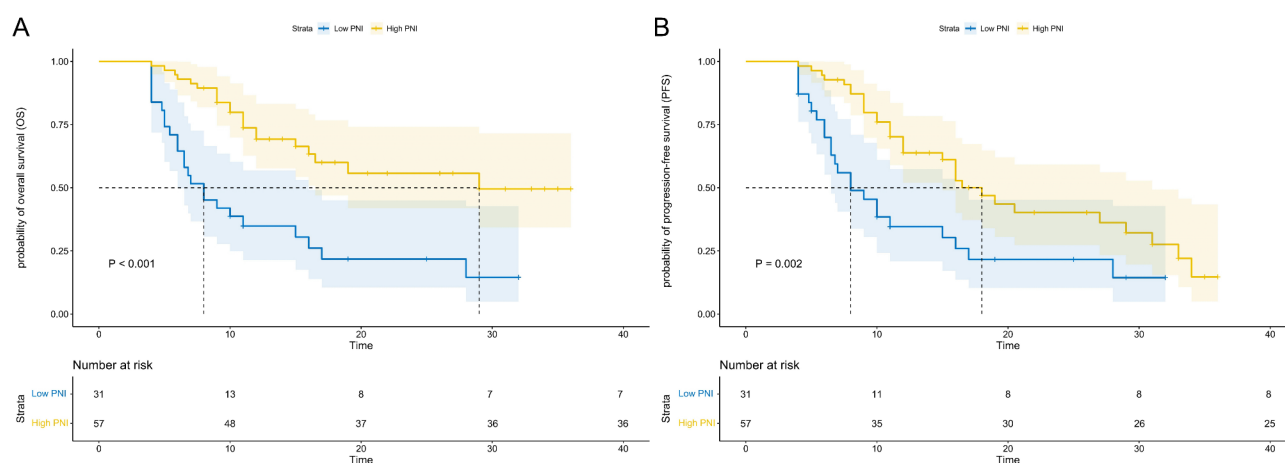 A
Strata Low PNI High PNI
probability of overall survival (OS)
1.00
0.75
0.50
0.25
0.00
P < 0.001
0 10 20 30 40
Time
Number at risk
Strata
Low PNI 31 13 8 7 7
High PNI 57 48 37 36 36
0 10 20 30 40
Time
B
Strata Low PNI High PNI
probability of progression-free survival (PFS)
1.00
0.75
0.50
0.25
0.00
P = 0.002
0 10 20 30 40
Time
Number at risk
Strata
Low PNI 31 11 8 8 8
High PNI 57 35 30 26 25
0 10 20 30 40
Time